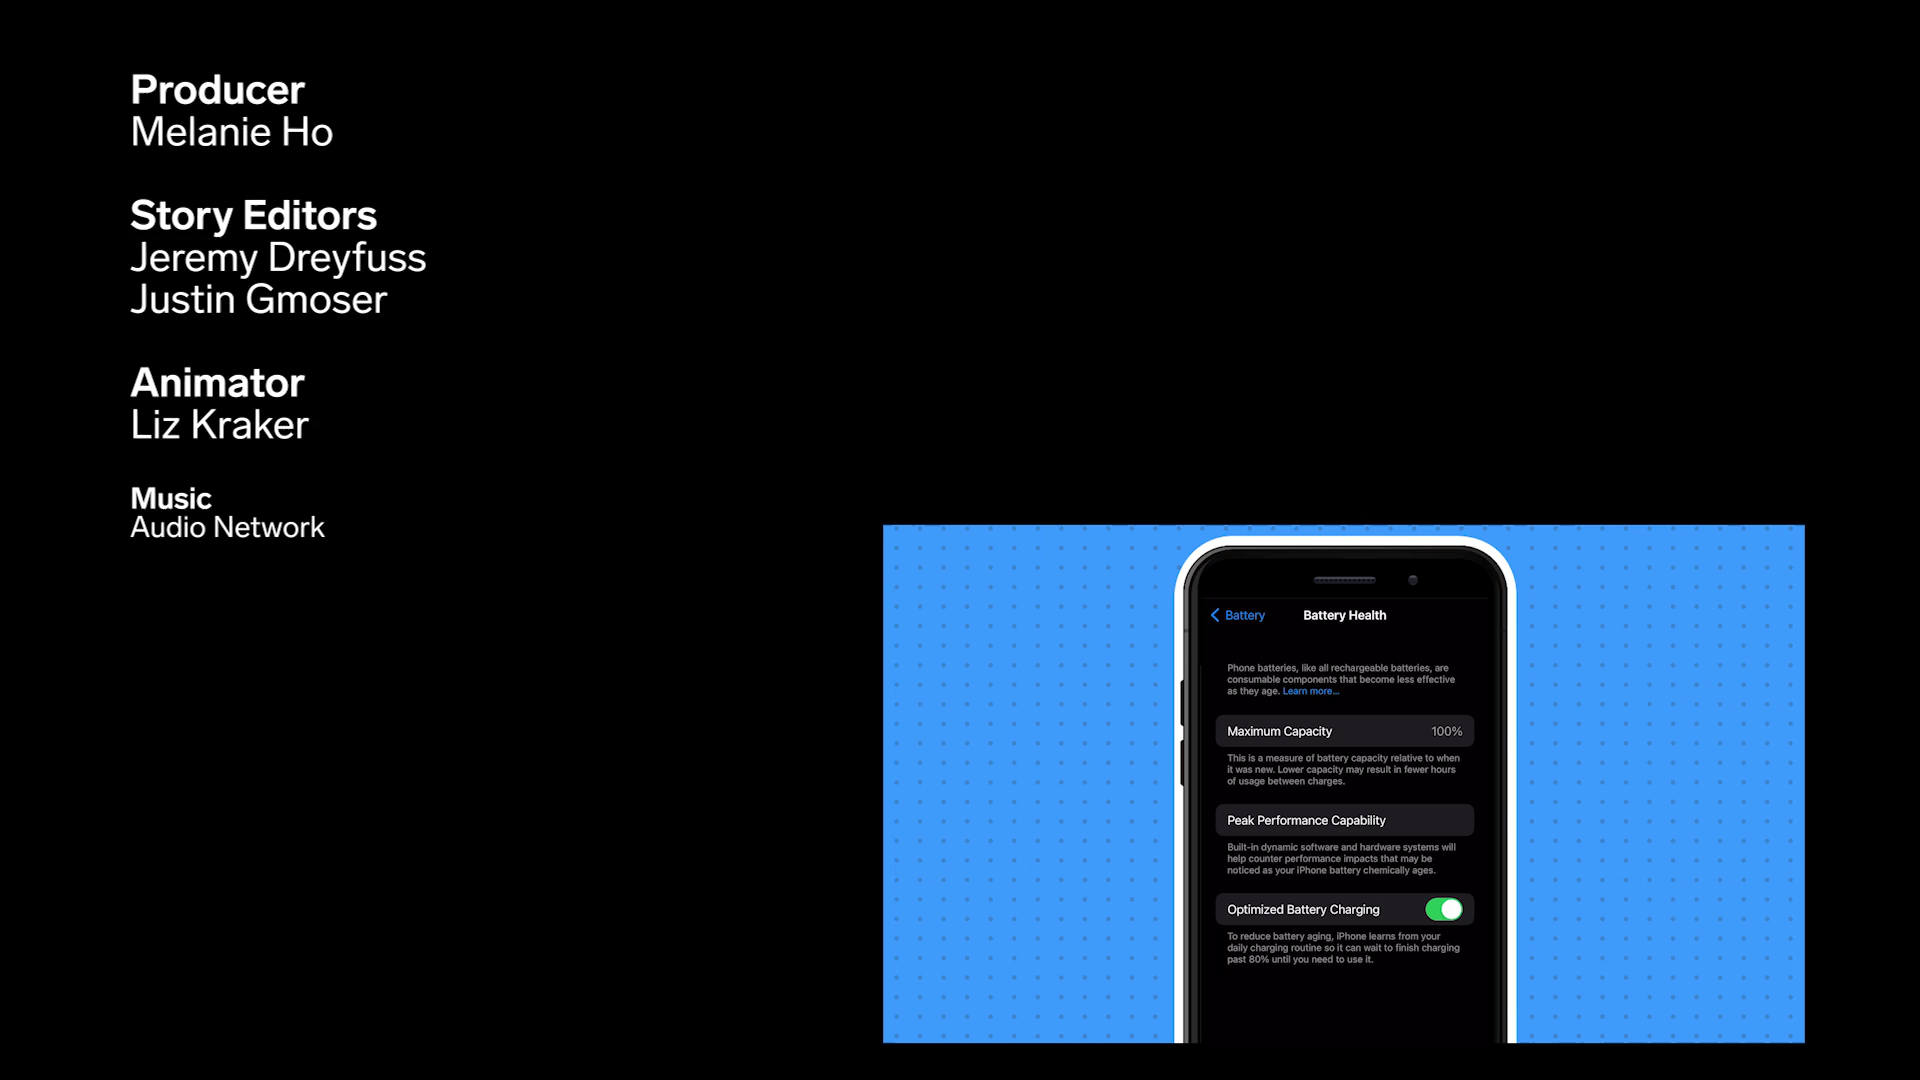 Producer
Melanie Ho
Story Editors
Jeremy Dreyfuss
Justin Gmoser
Animator
Liz Kraker
Music
Audio Network
Battery
Battery Health
Phone batteries, like all rechargeable batteries, are
consumable components that become less effective
as they age. Learn more...
Maximum Capacity 100%
This is a measure of battery capacity relative to when
it was new. Lower capacity may result in fewer hours
of usage between charges.
Peak Performance Capability
Built-in dynamic software and hardware systems will
help counter performance impacts that may be
noticed as your iPhone battery chemically ages.
Optimized Battery Charging
To reduce battery aging, iPhone learns from your
daily charging routine so it can wait to finish charging
past 80% until you need to use it.